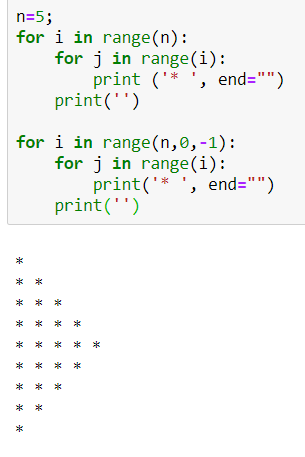 n=5;
for i in range(n):
    for j in range(i):
        print ('* ', end="")
    print('')

for i in range(n,0,-1):
    for j in range(i):
        print('* ', end="")
    print('')

*
* *
* * *
* * * *
* * * * *
* * * *
* * *
* *
*